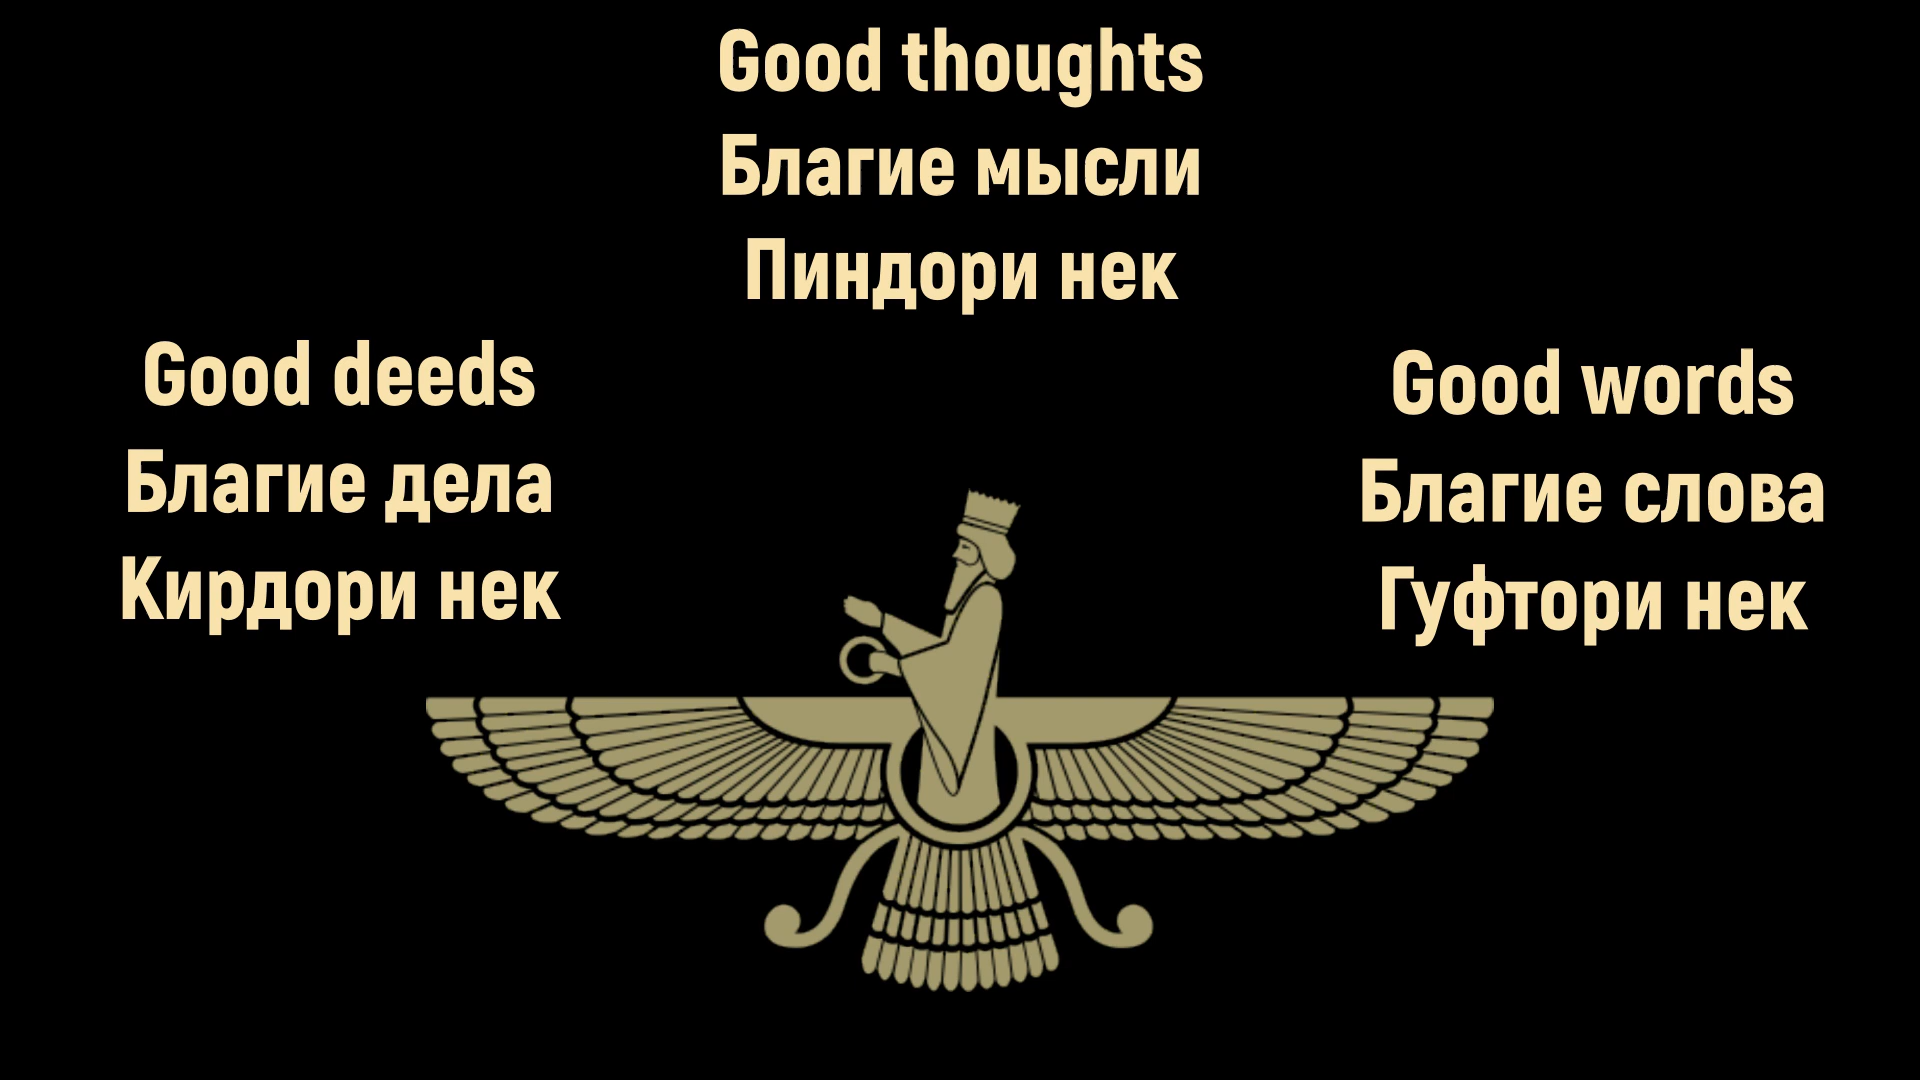 Good thoughts
Благие мысли
Пиндори нек
Good deeds
Благие дела
Кирдори нек
Good words
Благие слова
Гуфтори нек